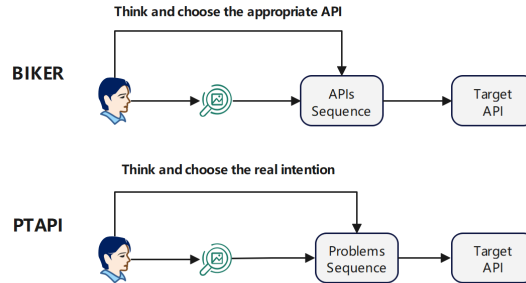 Think and choose the appropriate API
BIKER
APIs
Sequence
Target
API
Think and choose the real intention
PTAPI
Problems
Sequence
Target
API